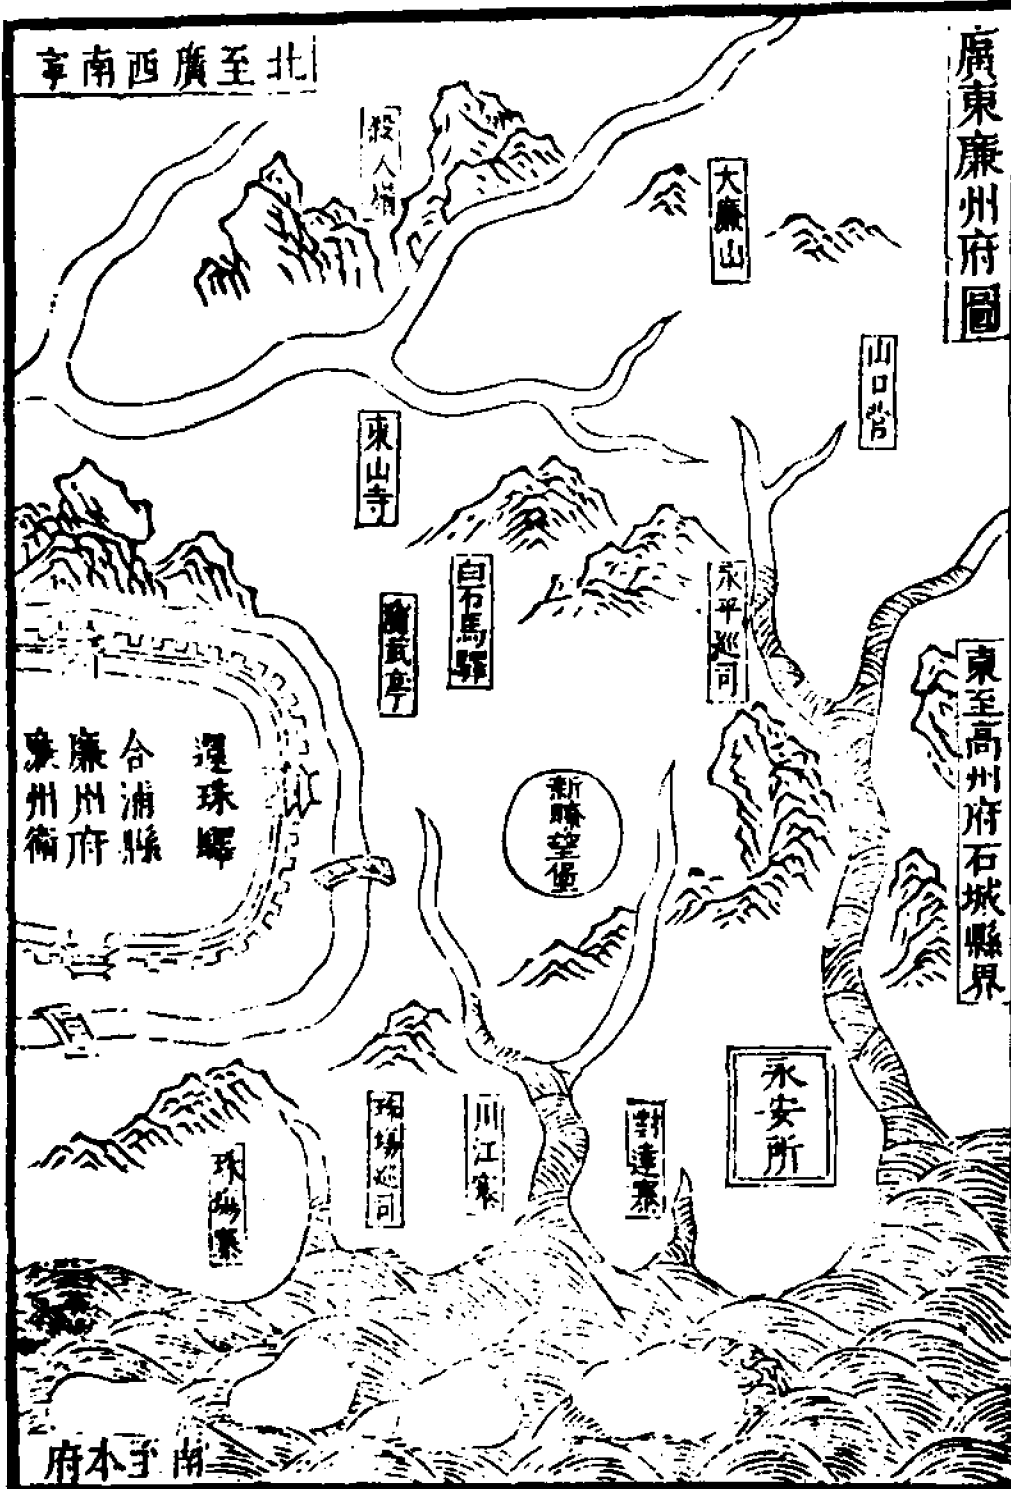 廣東廉州府圖
北至廣西南寧
殺人嶺
大廉山
山口營
東山寺
白石馬驛
永平巡司
東至高州府石城縣界
還珠驛
合浦縣
廉州府
廉州衛
新瞭望堡
永安所
珠場巡司
川江寨
對達寨
南至本府